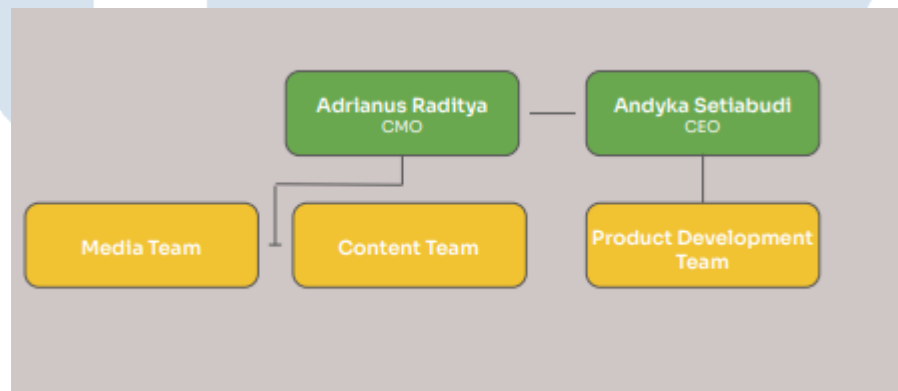 Adrianus Raditya
CMO
Andyka Setiabudi
CEO
Media Team
Content Team
Product Development
Team